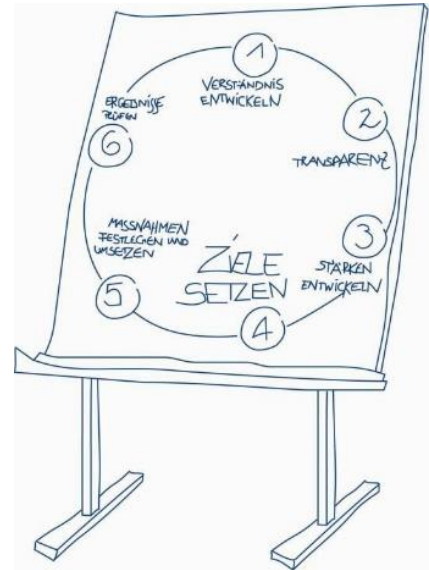 1
VERSTÄNDNIS
ENTWICKELN
2
TRANSPARENZ
3
STÄRKEN
ENTWICKELN
ZIELE
SETZEN
4
MASSNAHMEN
FESTLEGEN UND
UMSETZEN
5
ERGEBNISSE
PRÜFEN
6